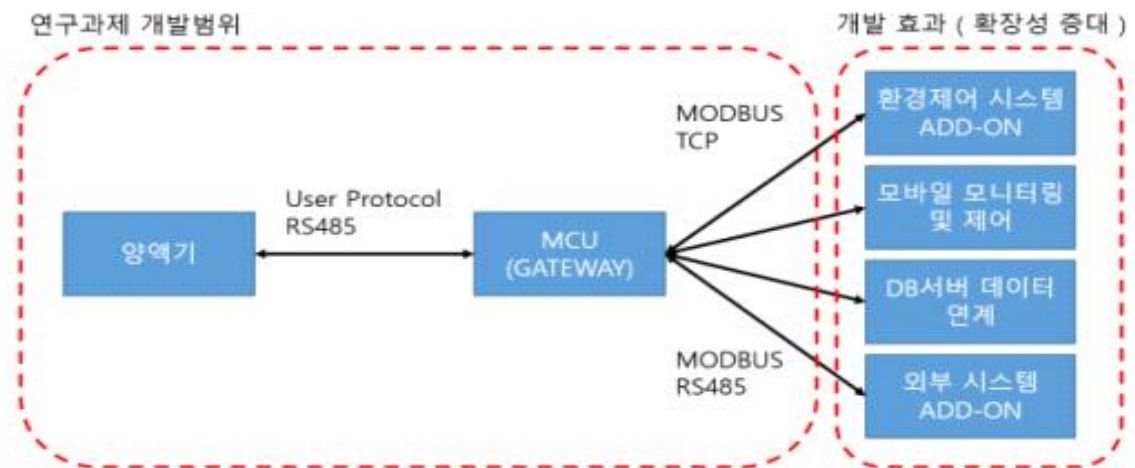 연구과제 개발범위
개발 효과 ( 확장성 증대 )
양액기
User Protocol
RS485
MCU
(GATEWAY)
MODBUS
TCP
MODBUS
RS485
환경제어 시스템
ADD-ON
모바일 모니터링
및 제어
DB서버 데이터
연계
외부 시스템
ADD-ON